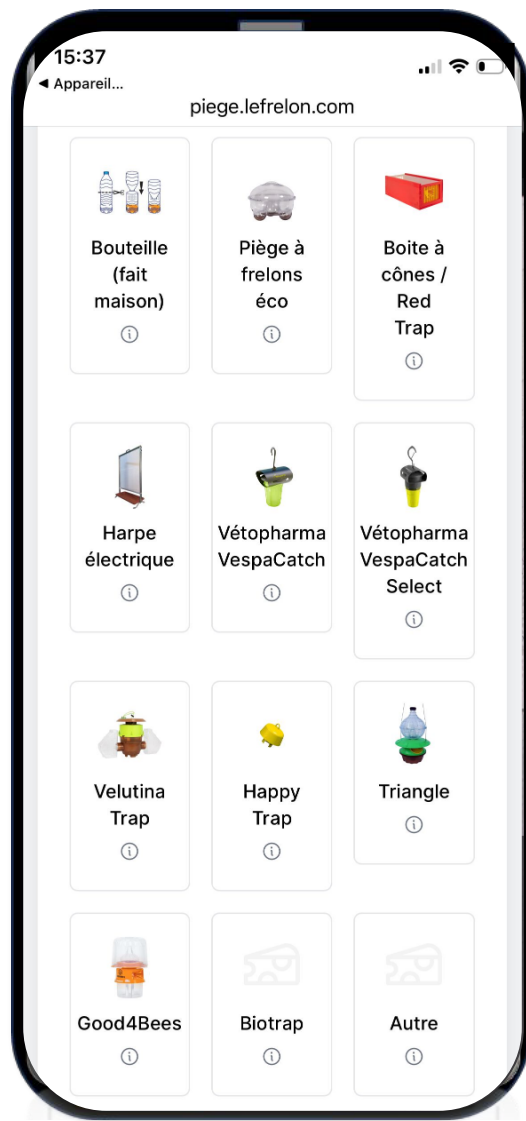 15:37
◀ Appareil...
piege.lefrelon.com
Bouteille
(fait
maison)
Piège à
frelons
éco
Boite à
cônes /
Red
Trap
Harpe
électrique
Vétopharma
VespaCatch
Vétopharma
VespaCatch
Select
Velutina
Trap
Happy
Trap
Triangle
Good4Bees
Biotrap
Autre